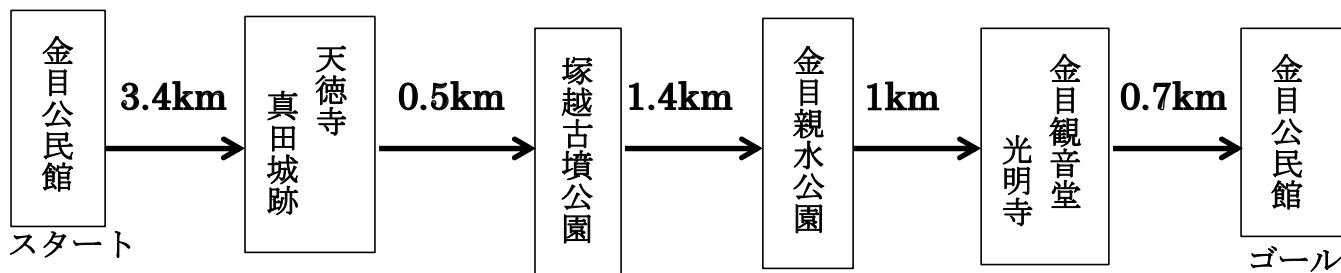 金目公民館
スタート
3.4km
天徳寺
真田城跡
0.5km
塚越古墳公園
1.4km
金目親水公園
1km
金目観音堂
光明寺
0.7km
金目公民館
ゴール